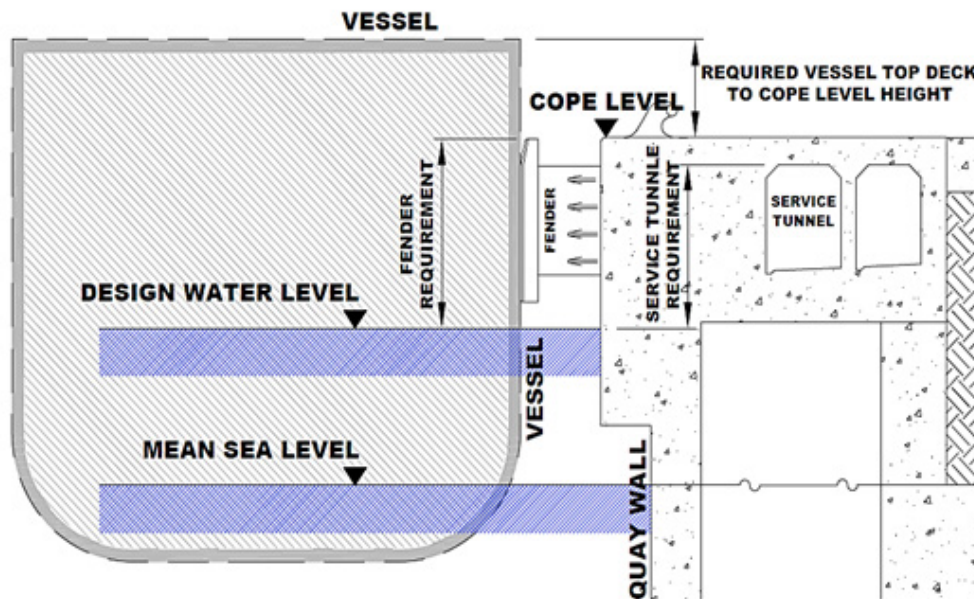 VESSEL
REQUIRED VESSEL TOP DECK
TO COPE LEVEL HEIGHT
COPE LEVEL
FENDER
REQUIREMENT
FENDER
SERVICE TUNNLE
REQUIREMENT
SERVICE
TUNNEL
DESIGN WATER LEVEL
VESSEL
MEAN SEA LEVEL
QUAY WALL